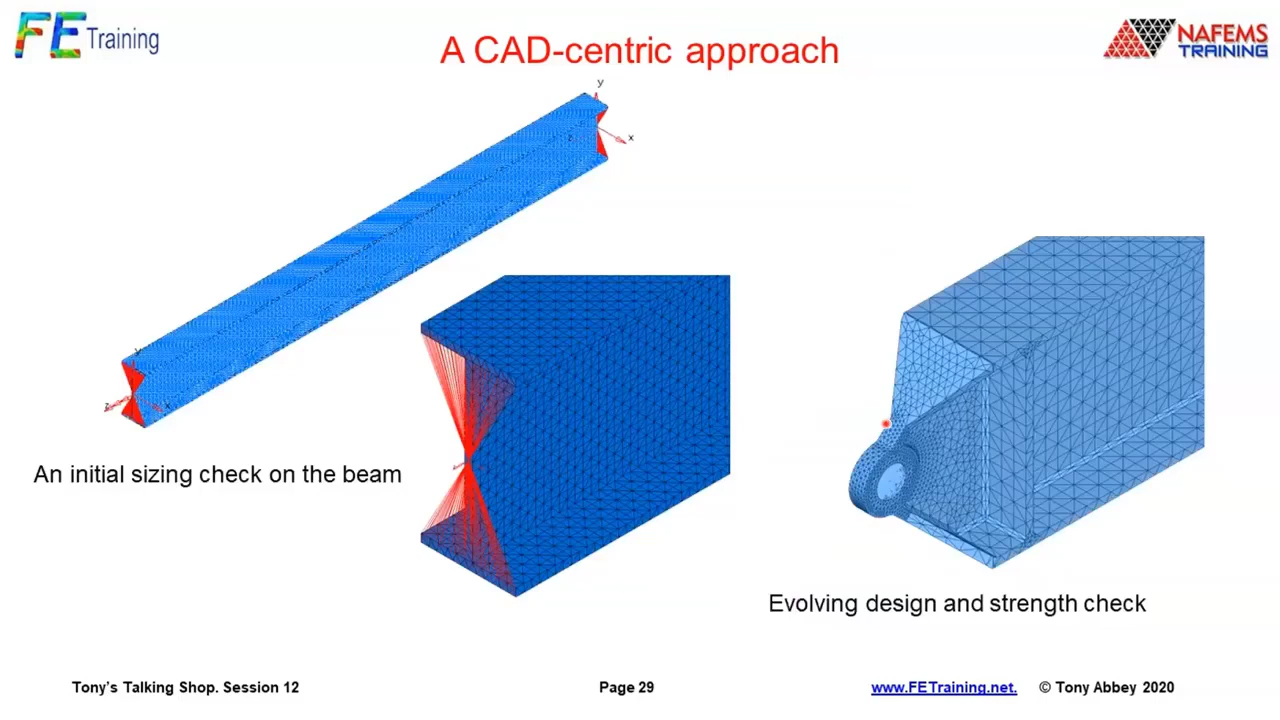 FE Training
A CAD-centric approach
NAFEMS
TRAINING
y
x
z
y
z
x
An initial sizing check on the beam
Evolving design and strength check
Tony's Talking Shop. Session 12
Page 29
www.FETraining.net. © Tony Abbey 2020